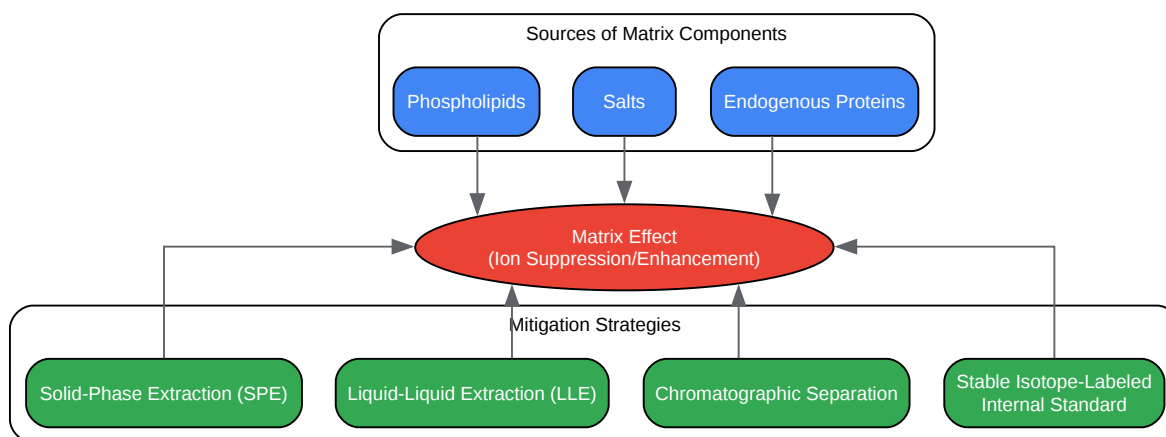 Sources of Matrix Components
Phospholipids
Salts
Endogenous Proteins
Matrix Effect
(Ion Suppression/Enhancement)
Mitigation Strategies
Solid-Phase Extraction (SPE)
Liquid-Liquid Extraction (LLE)
Chromatographic Separation
Stable Isotope-Labeled
Internal Standard